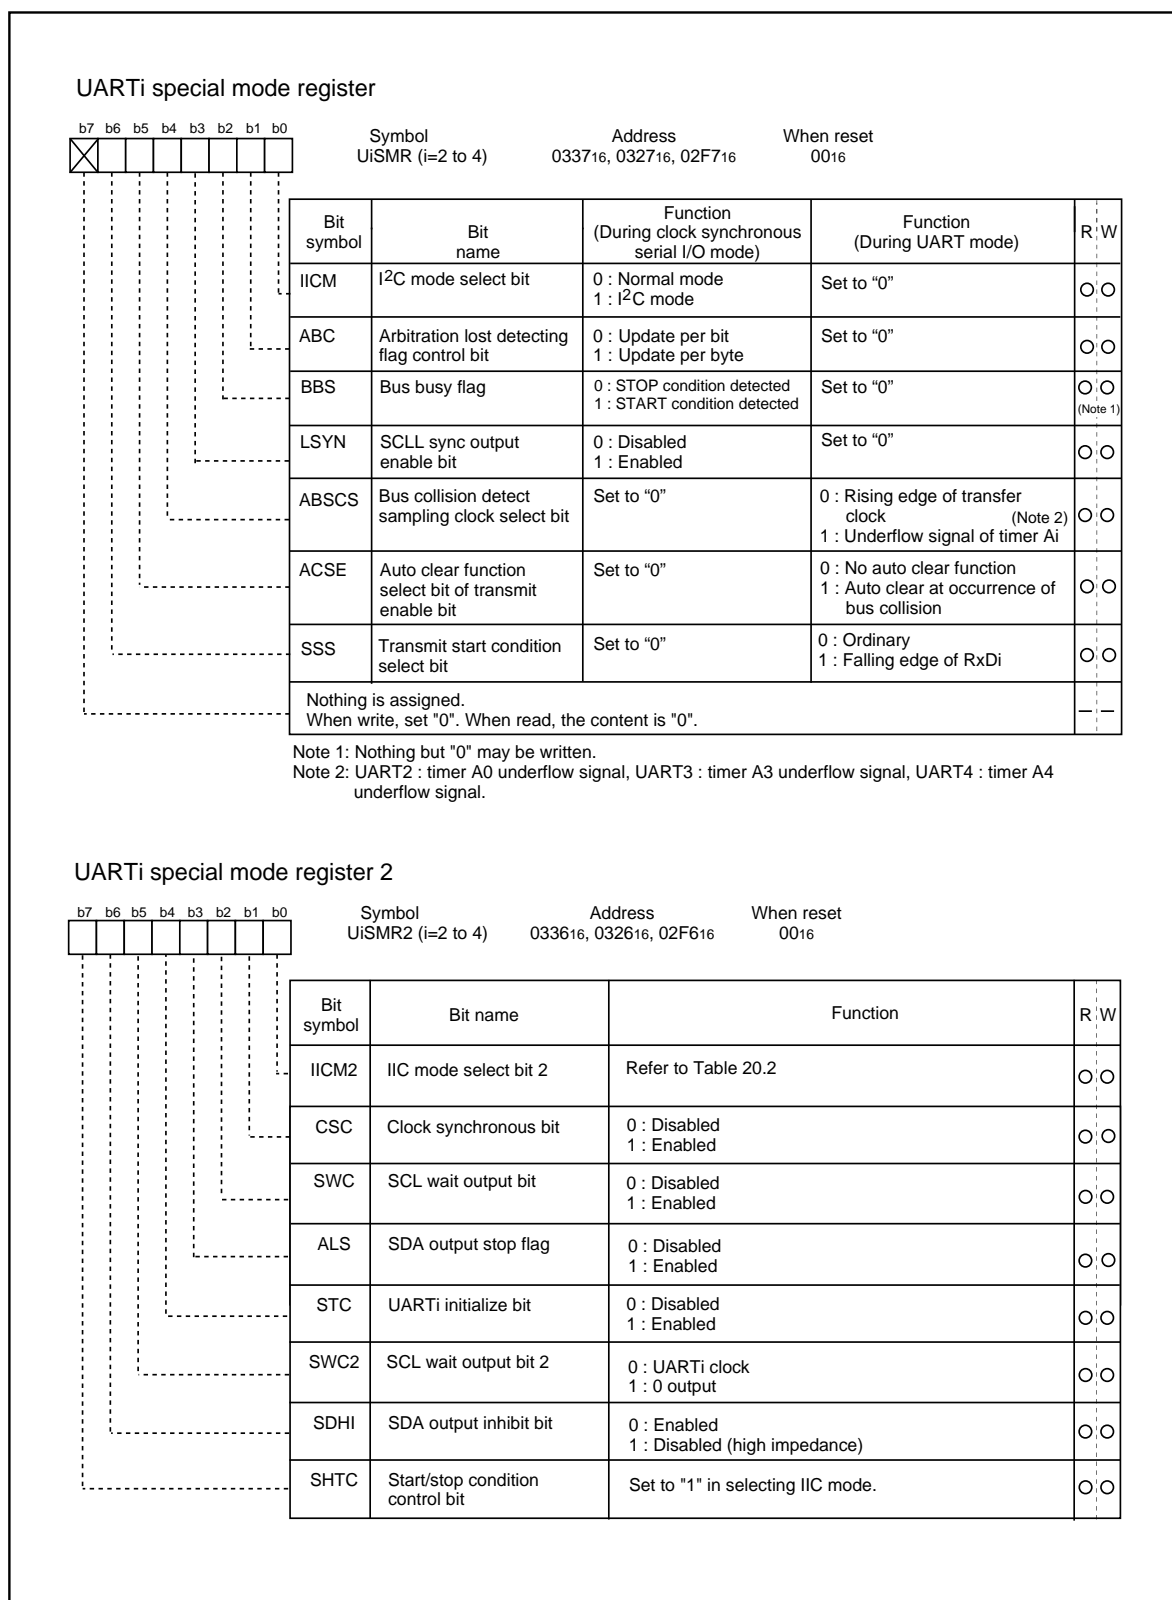 UARTi special mode register
b7 b6 b5 b4 b3 b2 b1 b0
Symbol Address When reset
UiSMR (i=2 to 4) 033716, 032716, 02F716 0016
Bit symbol Bit name Function (During clock synchronous serial I/O mode) Function (During UART mode) R W
IICM I2C mode select bit 0 : Normal mode 1 : I2C mode Set to “0”
ABC Arbitration lost detecting flag control bit 0 : Update per bit 1 : Update per byte Set to “0”
BBS Bus busy flag 0 : STOP condition detected 1 : START condition detected Set to “0” (Note 1)
LSYN SCLL sync output enable bit 0 : Disabled 1 : Enabled Set to “0”
ABSCS Bus collision detect sampling clock select bit Set to “0” 0 : Rising edge of transfer clock (Note 2) 1 : Underflow signal of timer Ai
ACSE Auto clear function select bit of transmit enable bit Set to “0” 0 : No auto clear function 1 : Auto clear at occurrence of bus collision
SSS Transmit start condition select bit Set to “0” 0 : Ordinary 1 : Falling edge of RxDi
Nothing is assigned.
When write, set "0". When read, the content is "0". – –
Note 1: Nothing but "0" may be written.
Note 2: UART2 : timer A0 underflow signal, UART3 : timer A3 underflow signal, UART4 : timer A4
underflow signal.
UARTi special mode register 2
b7 b6 b5 b4 b3 b2 b1 b0
Symbol Address When reset
UiSMR2 (i=2 to 4) 033616, 032616, 02F616 0016
Bit symbol Bit name Function R W
IICM2 IIC mode select bit 2 Refer to Table 20.2
CSC Clock synchronous bit 0 : Disabled 1 : Enabled
SWC SCL wait output bit 0 : Disabled 1 : Enabled
ALS SDA output stop flag 0 : Disabled 1 : Enabled
STC UARTi initialize bit 0 : Disabled 1 : Enabled
SWC2 SCL wait output bit 2 0 : UARTi clock 1 : 0 output
SDHI SDA output inhibit bit 0 : Enabled 1 : Disabled (high impedance)
SHTC Start/stop condition control bit Set to "1" in selecting IIC mode.